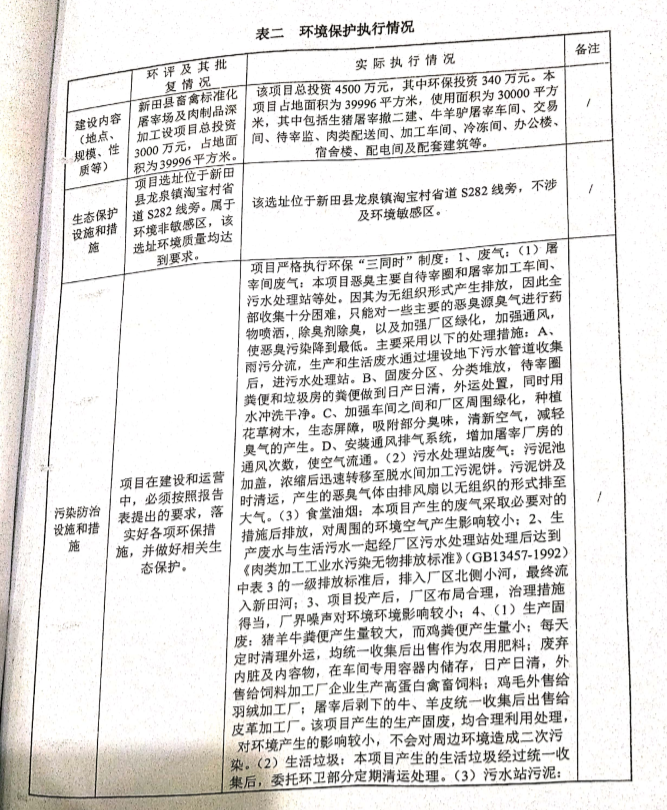 表二 环境保护执行情况
环评及其批
复情况
实际执行情况
备注
建设内容
（地点、
规模、性
质等）
新田县畜禽标准化
屠宰场及肉制品深
加工设项目总投资
3000 万元，占地面
积为39996平方米。
该项目总投资 4500 万元，其中环保投资 340 万元。本
项目占地面积为 39996 平方米，使用面积为 30000 平方
米，其中包括生猪屠宰撤二建、牛羊驴屠宰车间、交易
间、待宰监、肉类配送间、加工车间、冷冻间、办公楼、
宿舍楼、配电间及配套建筑等。
/
生态保护
设施和措
施
项目选址位于新田
县龙泉镇淘宝村省
道 S282 线旁。属于
环境非敏感区，该
选址环境质量均达
到要求。
该选址位于新田县龙泉镇淘宝村省道 S282 线旁，不涉
及环境敏感区。
/
污染防治
设施和措
施
项目在建设和运营
中，必须按照报告
表提出的要求，落
实好各项环保措
施，并做好相关生
态保护。
项目严格执行环保“三同时”制度：1、废气：（1）屠
宰间废气：本项目恶臭主要自待宰圈和屠宰加工车间、
污水处理站等处。因其为无组织形式产生排放，因此全
部收集十分困难，只能对一些主要的恶臭源臭气进行药
物喷洒、除臭剂除臭，以及加强厂区绿化，加强通风，
使恶臭污染降到最低。主要采用以下的处理措施：A、
雨污分流，生产和生活废水通过埋设地下污水管道收集
后，进污水处理站。B、固废分区、分类堆放，待宰圈
粪便和垃圾房的粪便做到日产日清，外运处置，同时用
水冲洗干净。C、加强车间之间和厂区周围绿化，种植
花草树木，生态屏障，吸附部分臭味，清新空气，减轻
臭气的产生。D、安装通风排气系统，增加屠宰厂房的
通风次数，使空气流通。（2）污水处理站废气：污泥池
加盖，浓缩后迅速转移至脱水间加工污泥饼。污泥饼及
时清运，产生的恶臭气体由排风扇以无组织的形式排至
大气。（3）食堂油烟：本项目产生的废气采取必要对的
措施后排放，对周围的环境空气产生影响较小；2、生
产废水与生活污水一起经厂区污水处理站处理后达到
《肉类加工工业水污染无物排放标准》（GB13457-1992）
中表 3 的一级排放标准后，排入厂区北侧小河，最终流
入新田河；3、项目投产后，厂区布局合理，治理措施
得当，厂界噪声对环境环境影响较小；4、（1）生产固
废：猪羊牛粪便产生量较大，而鸡粪便产生量小；每天
定时清理外运，均统一收集后出售作为农用肥料；废弃
内脏及内容物，在车间专用容器内储存，日产日清，外
售给饲料加工厂企业生产高蛋白禽畜饲料；鸡毛外售给
羽绒加工厂；屠宰后剥下的牛、羊皮统一收集后出售给
皮革加工厂。该项目产生的生产固废，均合理利用处理，
对环境产生的影响较小，不会对周边环境造成二次污
染。（2）生活垃圾：本项目产生的生活垃圾经过统一收
集后，委托环卫部分定期清运处理。（3）污水站污泥：
/